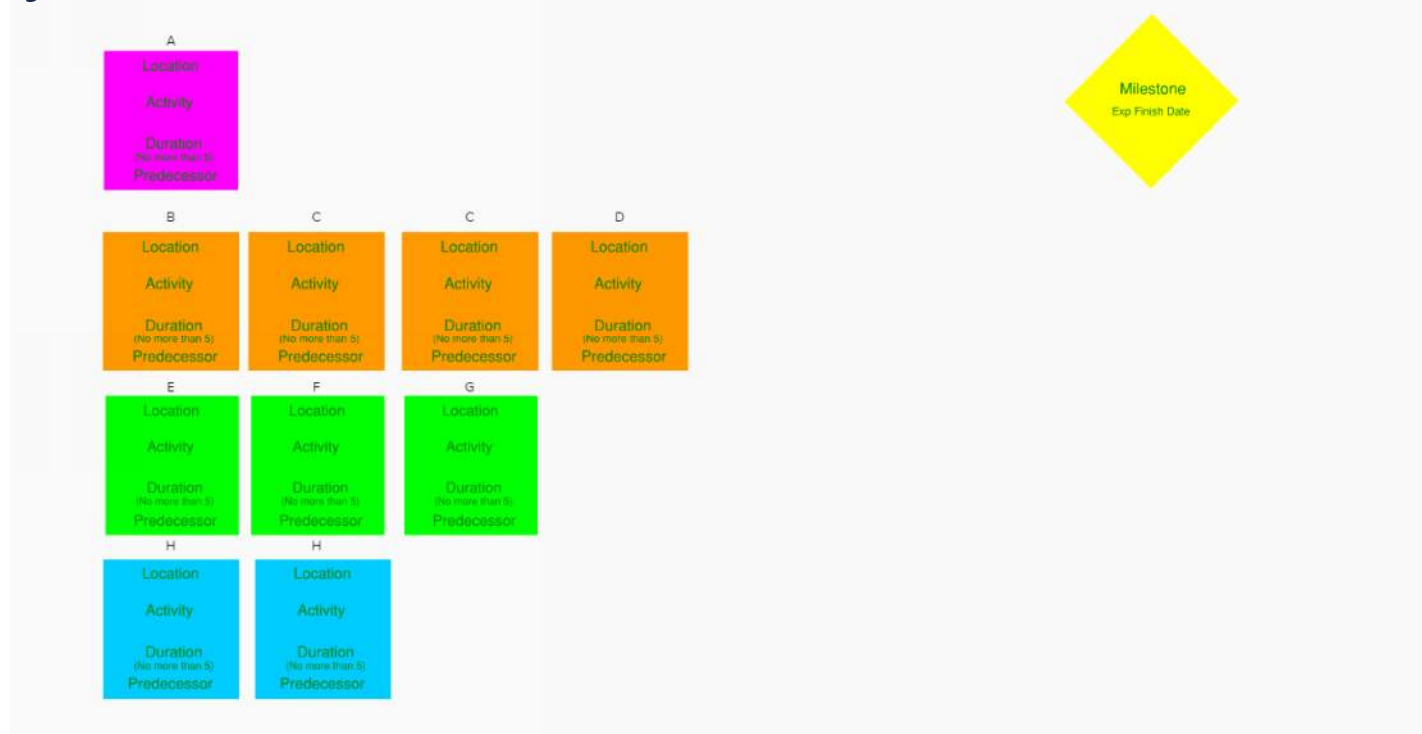 A
Location
Activity
Duration
(No more than 5)
Predecessor
Milestone
Exp Finish Date
B
Location
Activity
Duration
(No more than 5)
Predecessor
C
Location
Activity
Duration
(No more than 5)
Predecessor
C
Location
Activity
Duration
(No more than 5)
Predecessor
D
Location
Activity
Duration
(No more than 5)
Predecessor
E
Location
Activity
Duration
(No more than 5)
Predecessor
F
Location
Activity
Duration
(No more than 5)
Predecessor
G
Location
Activity
Duration
(No more than 5)
Predecessor
H
Location
Activity
Duration
(No more than 5)
Predecessor
H
Location
Activity
Duration
(No more than 5)
Predecessor